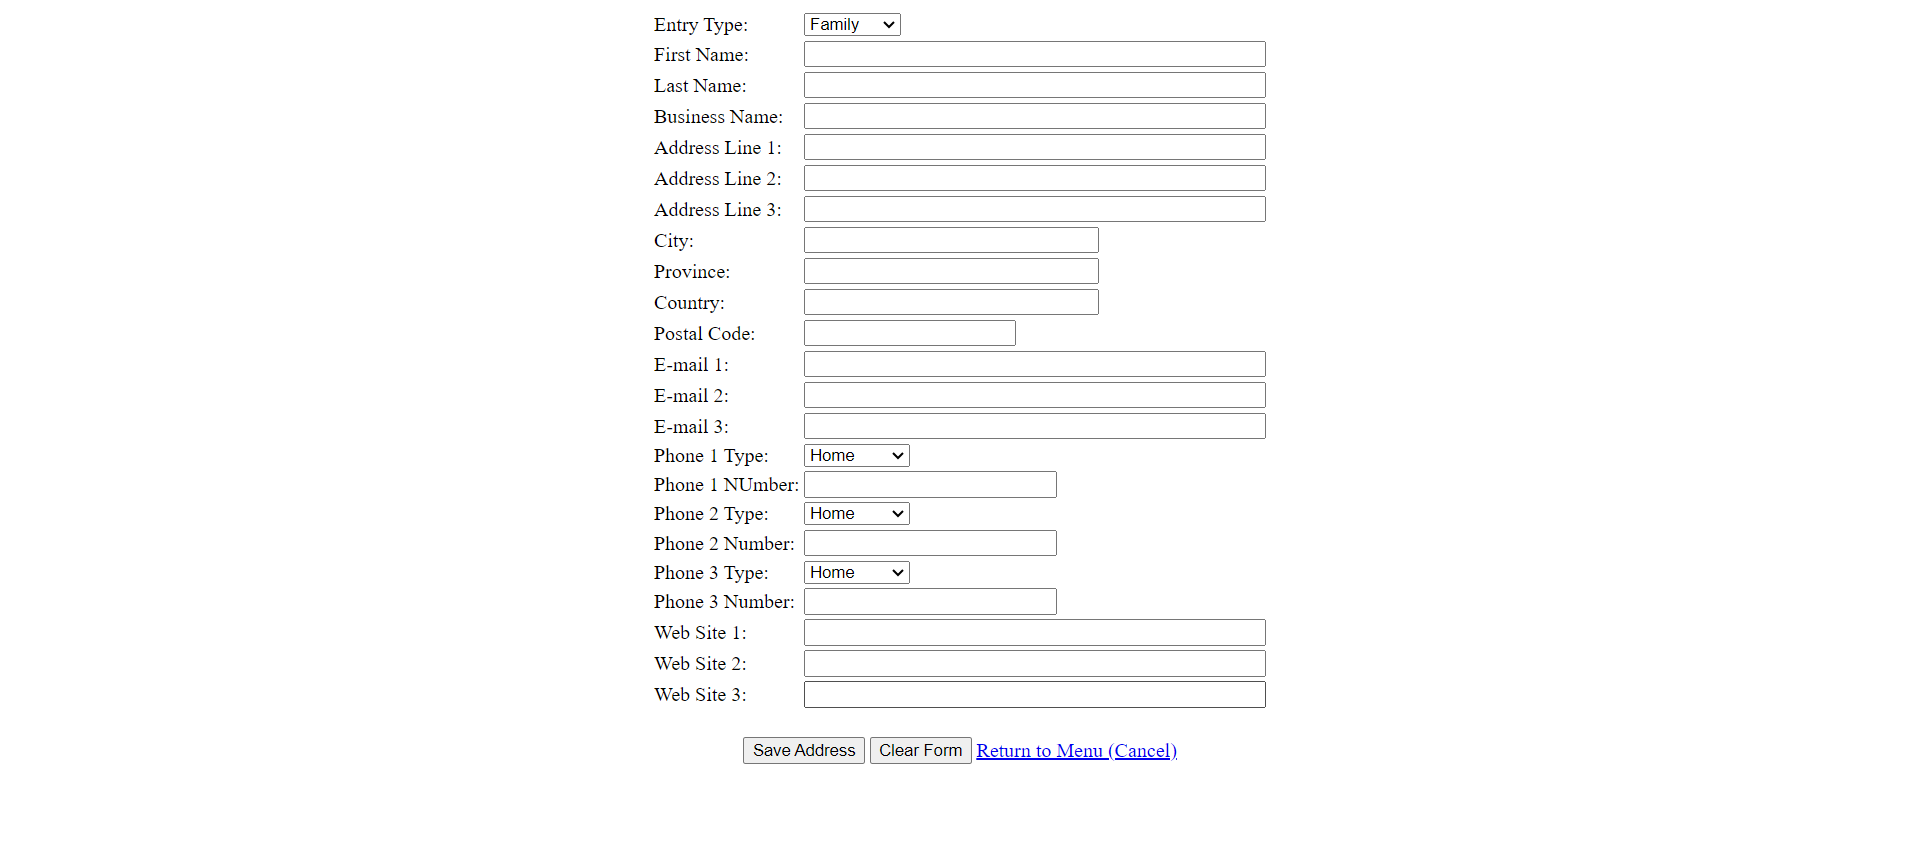 Entry Type: Family
First Name:
Last Name:
Business Name:
Address Line 1:
Address Line 2:
Address Line 3:
City:
Province:
Country:
Postal Code:
E-mail 1:
E-mail 2:
E-mail 3:
Phone 1 Type: Home
Phone 1 NUmber:
Phone 2 Type: Home
Phone 2 Number:
Phone 3 Type: Home
Phone 3 Number:
Web Site 1:
Web Site 2:
Web Site 3:
Save Address Clear Form Return to Menu (Cancel)